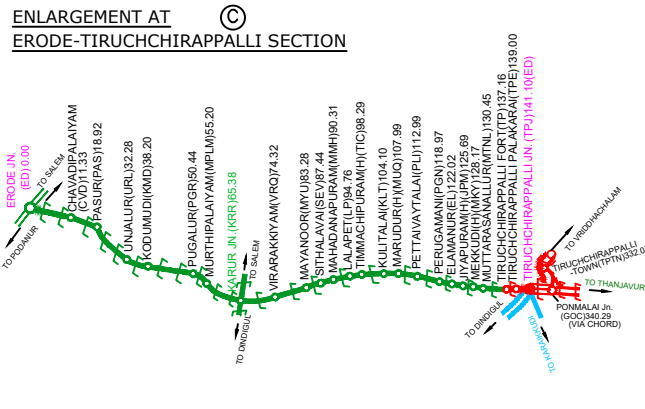 ENLARGEMENT AT Ⓒ
ERODE-TIRUCHCHIRAPPALLI SECTION
ERODE JN.
(ED) 0.00
TO SALEM
TO PODANUR
CHAVADIPALAIYAM
(CVD)11.33
PASUR(PAS)18.92
UNJALUR(URL)32.28
KODUMUDI(KMD)38.20
PUGALUR(PGR)50.44
MURTHIPALAIYAM(MPLM)55.20
KARUR JN.(KRR)65.38
TO SALEM
TO DINDIGUL
VIRARAKKIYAM(VRQ)74.32
MAYANOOR(MYU)83.28
SITHALAVAI(SEV)87.44
MAHADANAPURAM(MMH)90.31
LALAPET(LP)94.76
TIMMACHIPURAM(H)(TIC)98.29
KULITALAI(KLT)104.10
MARUDUR(H)(MUQ)107.99
PETTAIVAYTALAI(PLI)112.99
PERUGAMANI(PGN)118.97
ELAMANUR(EL)122.02
JIYAPURAM(H)(JPM)125.69
MEKKUDI(H)(MKY)128.17
MUTTARASANALLUR(MTNL)130.45
TIRUCHCHIRAPPALLI FORT(TP)137.16
TIRUCHCHIRAPPALLI PALAKARAI(TPE)139.00
TIRUCHCHIRAPPALLI JN.(TPJ)141.10(ED)
TO VRIDDHACHALAM
TIRUCHCHIRAPPALLI
-TOWN(TPTN)332.0
TO THANJAVUR
PONMALAI Jn.
(GOC)340.29
(VIA CHORD)
TO DINDIGUL
TO KARAIKKUDI